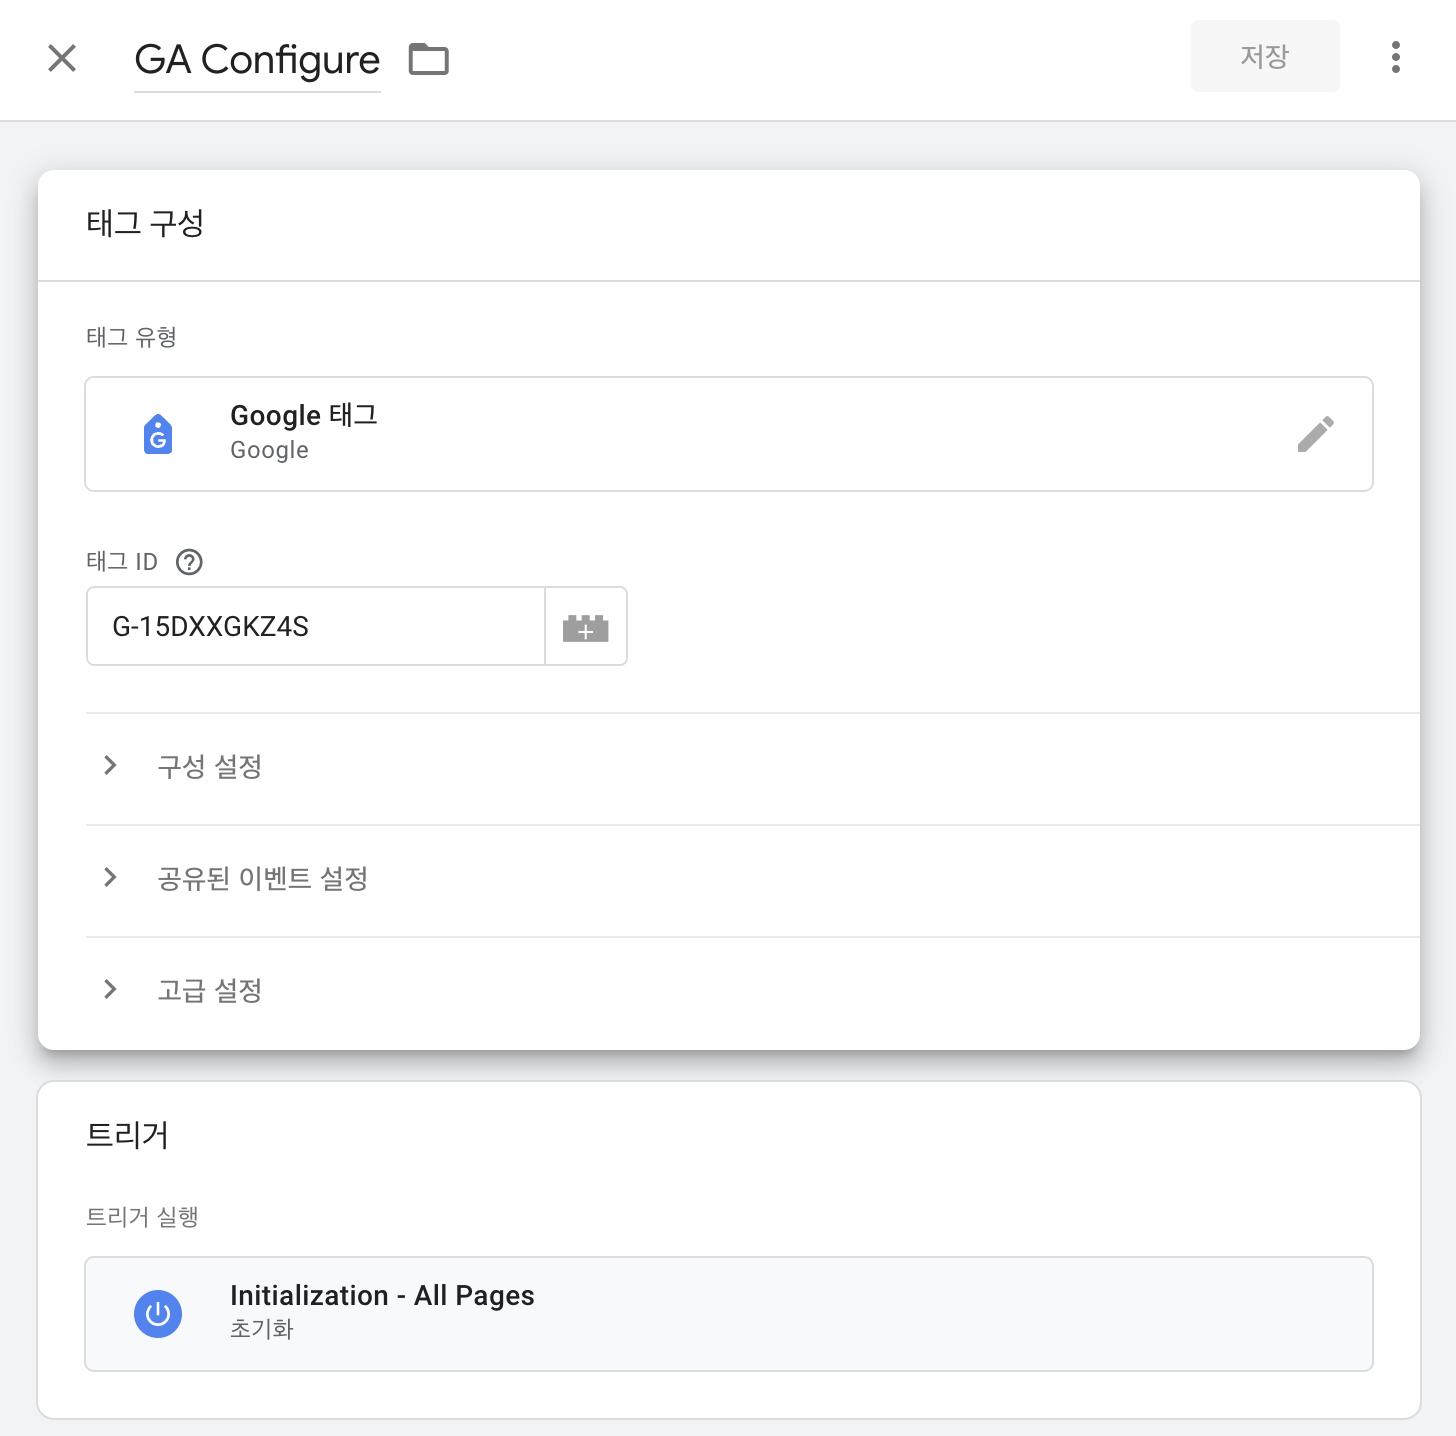 GA Configure
저장
태그 구성
태그 유형
G
Google 태그
Google
태그 ID ?
G-15DXXGKZ4S
구성 설정
공유된 이벤트 설정
고급 설정
트리거
트리거 실행
Initialization - All Pages
초기화